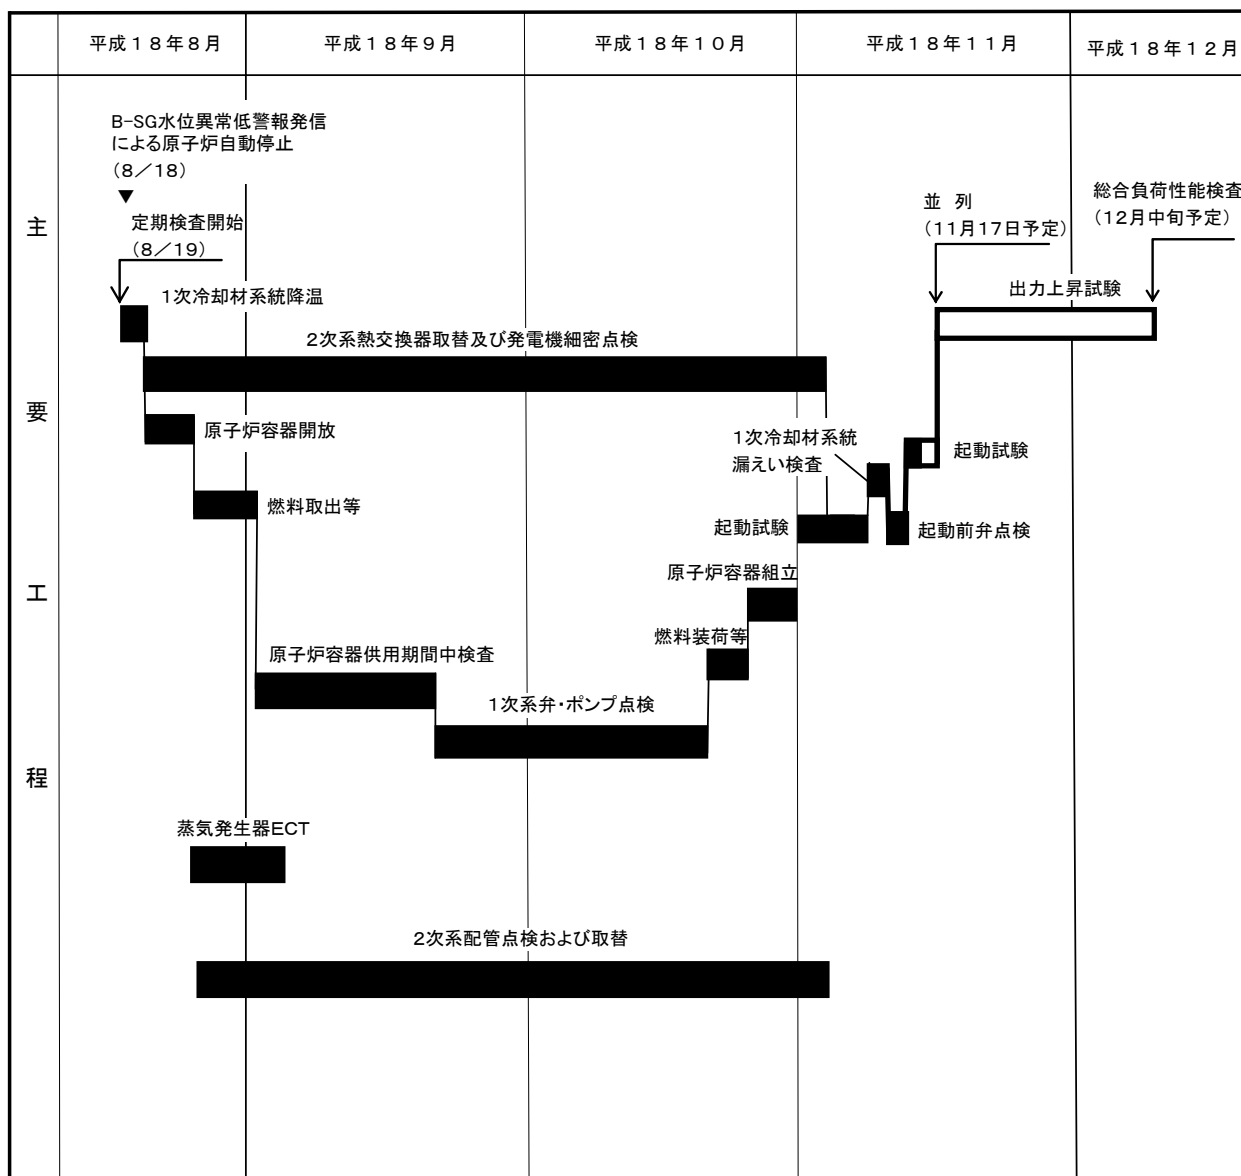 平成18年8月
平成18年9月
平成18年10月
平成18年11月
平成18年12月
主要工程
B-SG水位異常低警報発信
による原子炉自動停止
(8/18)
▼
定期検査開始
(8/19)
1次冷却材系統降温
並 列
(11月17日予定)
総合負荷性能検査
(12月中旬予定)
出力上昇試験
2次系熱交換器取替及び発電機細密点検
原子炉容器開放
1次冷却材系統
漏えい検査
起動試験
燃料取出等
起動試験
起動前弁点検
原子炉容器組立
燃料装荷等
原子炉容器供用期間中検査
1次系弁・ポンプ点検
蒸気発生器ECT
2次系配管点検および取替